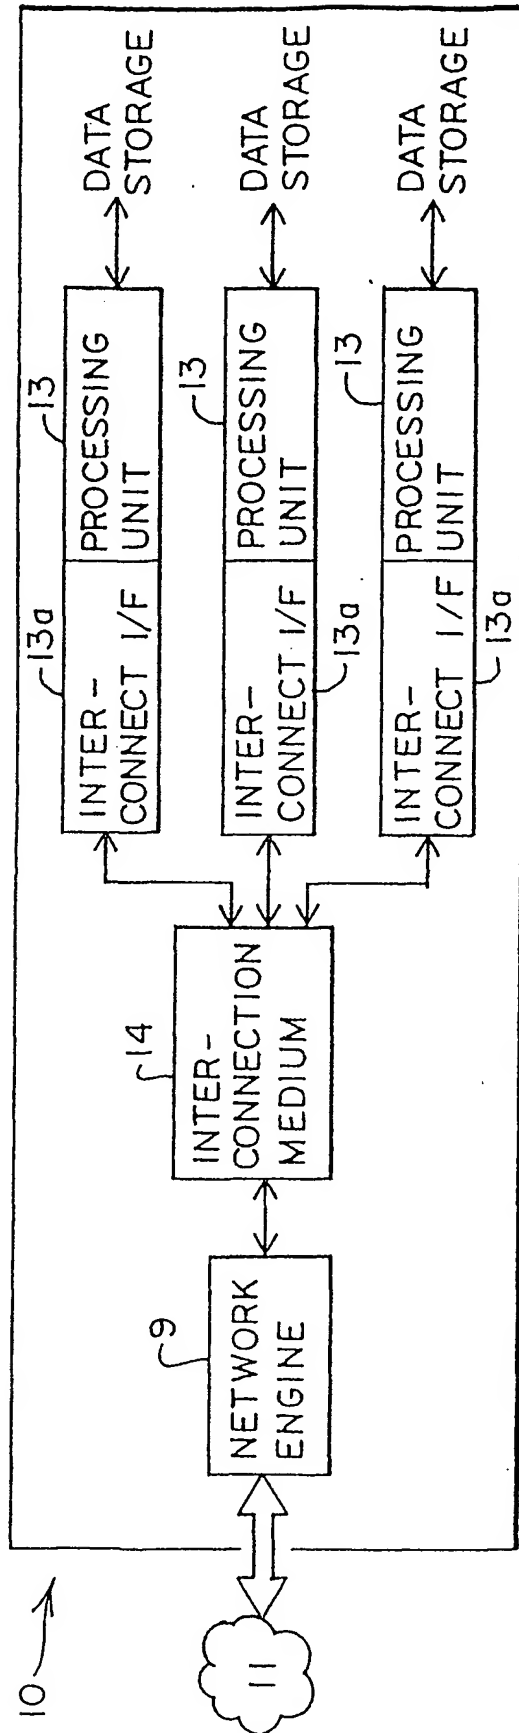 10
11
9
NETWORK
ENGINE
14
INTER-
CONNECTION
MEDIUM
13a
13
INTER-
CONNECT I/F
PROCESSING
UNIT
DATA
STORAGE
13
INTER-
CONNECT I/F
PROCESSING
UNIT
13a
DATA
STORAGE
13
INTER-
CONNECT I/F
PROCESSING
UNIT
13a
DATA
STORAGE